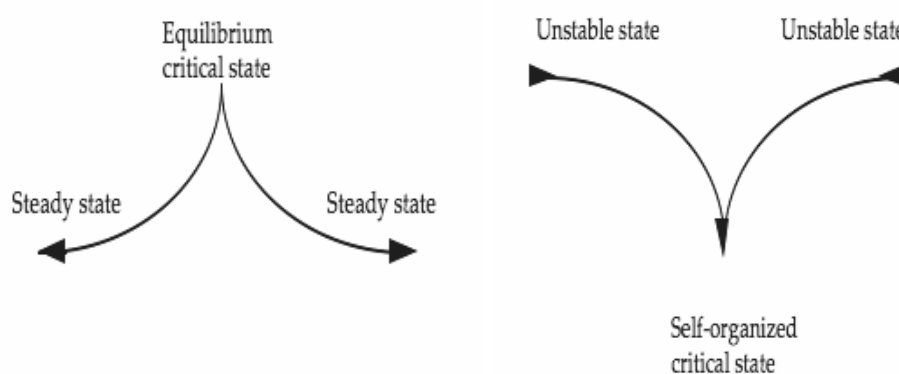 Equilibrium
critical state
Steady state
Steady state
Unstable state
Unstable state
Self-organized
critical state